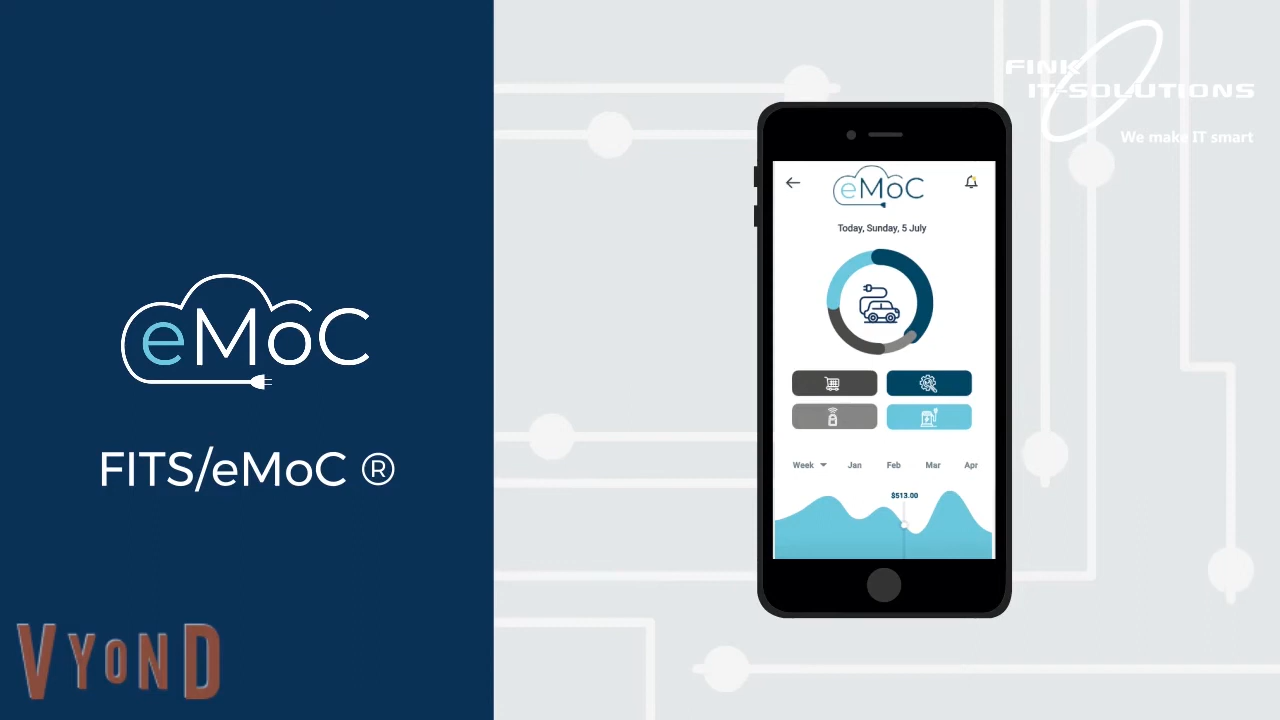 eMoC
FITS/eMoC ®
VYOND
FINK
IT-SOLUTIONS
We make IT smart
eMoC
Today, Sunday, 5 July
Week Jan Feb Mar Apr
$513.00